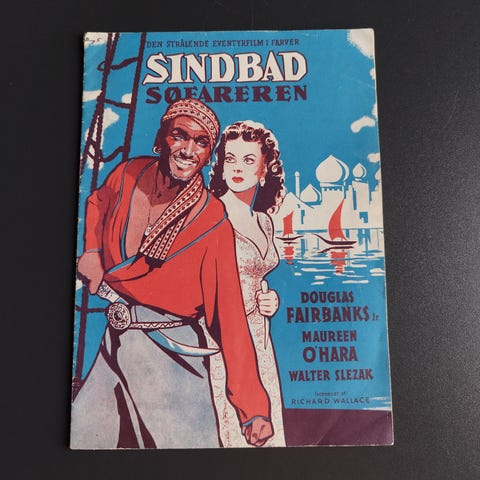 DEN STRÅLENDE EVENTYRFILM I FARVER
SINDBAD
SØFAREREN
DOUGLAS
FAIRBANKS Jr
MAUREEN
O'HARA
WALTER SLEZAK
RICHARD WALLACE